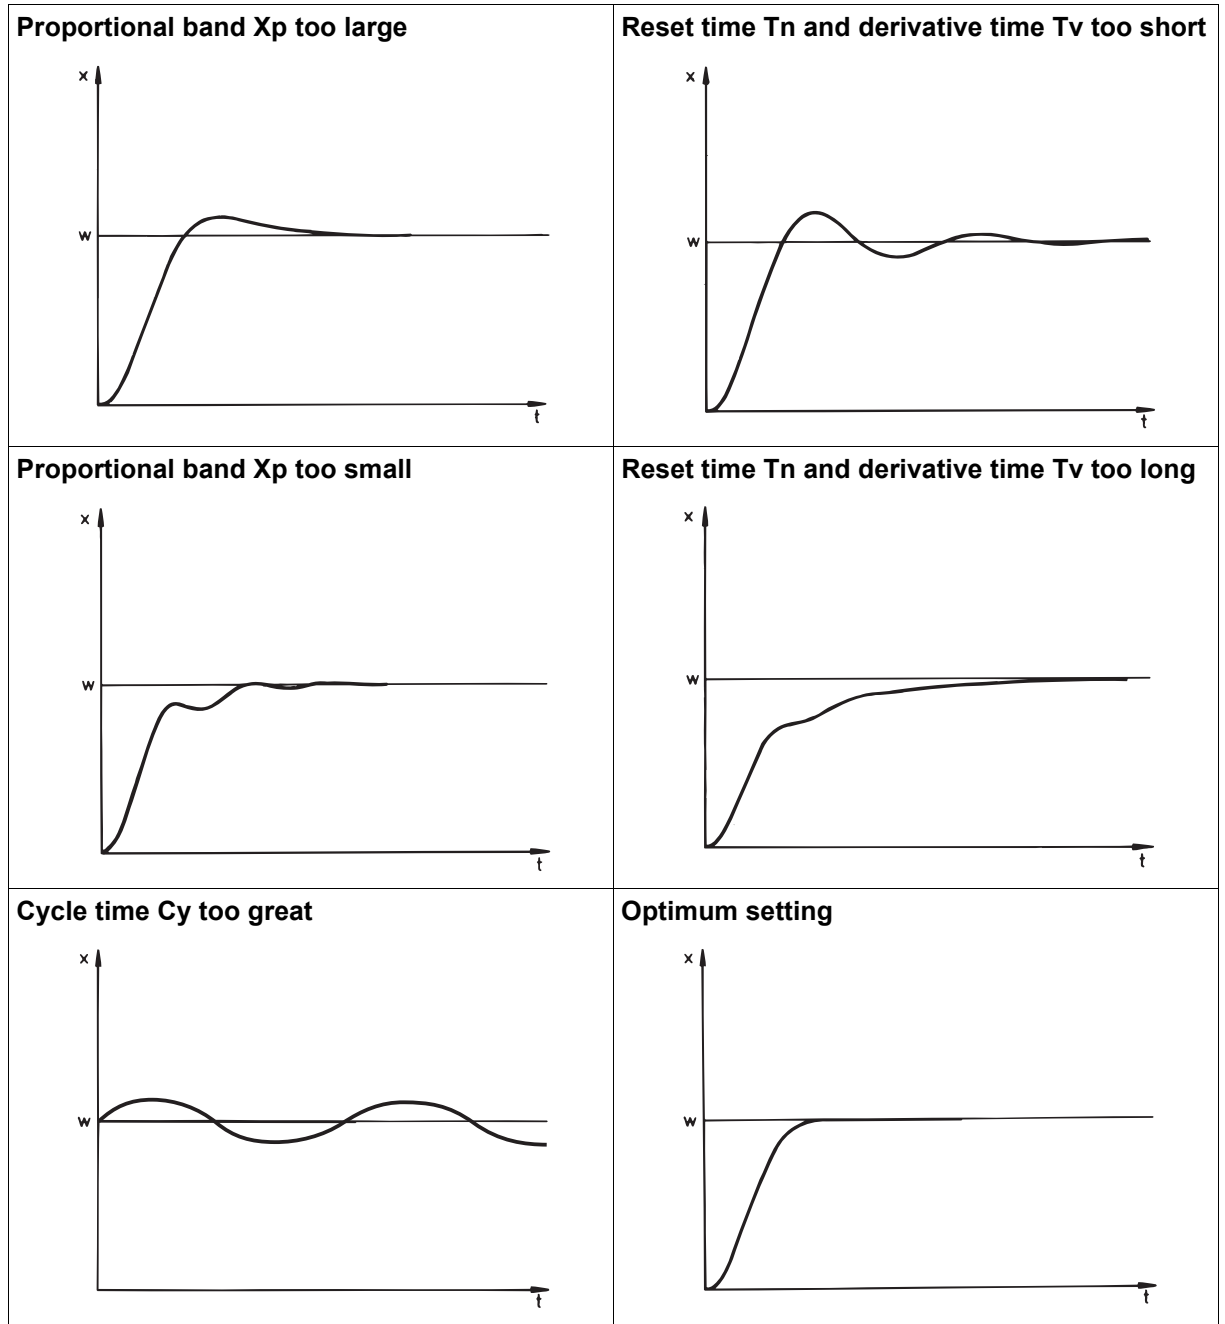 Proportional band Xp too large
x
w
t
Reset time Tn and derivative time Tv too short
x
w
t
Proportional band Xp too small
x
w
t
Reset time Tn and derivative time Tv too long
x
w
t
Cycle time Cy too great
x
w
t
Optimum setting
x
w
t